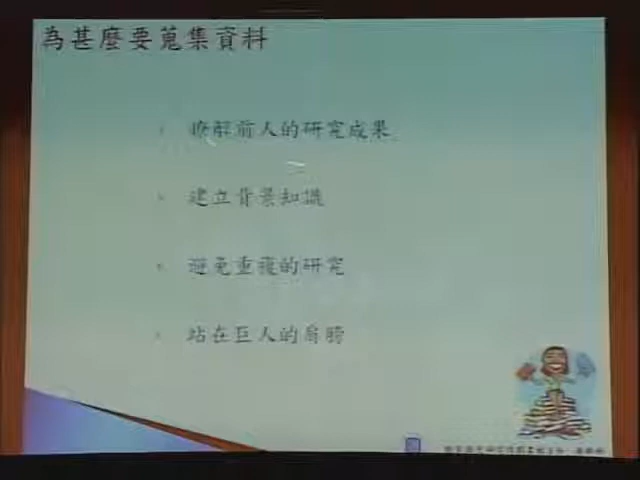 為甚麼要蒐集資料
瞭解前人的研究成果
建立背景知識
避免重複的研究
站在巨人的肩膀